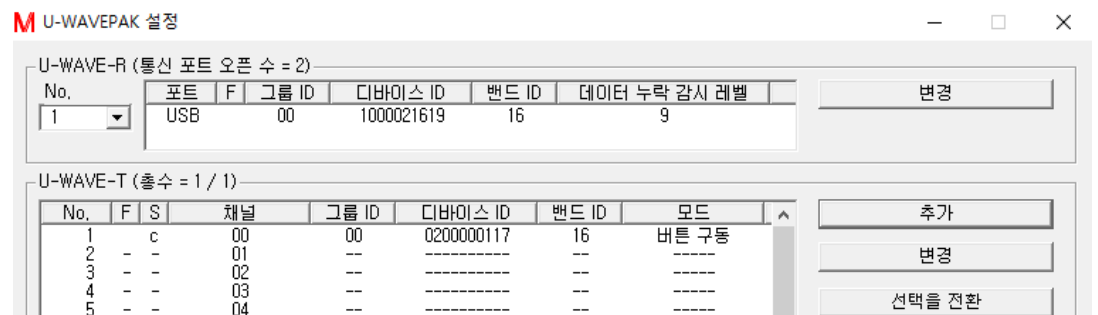 M U-WAVEPAK 설정
U-WAVE-R (통신 포트 오픈 수 = 2)
No. 포트 F 그룹 ID 디바이스 ID 밴드 ID 데이터 누락 감시 레벨 변경
1 USB 00 1000021619 16 9
U-WAVE-T (총수 = 1 / 1)
No. F S 채널 그룹 ID 디바이스 ID 밴드 ID 모드 추가
1 c 00 00 0200000117 16 버튼 구동
2 - - 01 -- ---------- -- ----- 변경
3 - - 02 -- ---------- -- -----
4 - - 03 -- ---------- -- ----- 선택을 전환
5 - - 04 -- ---------- -- -----